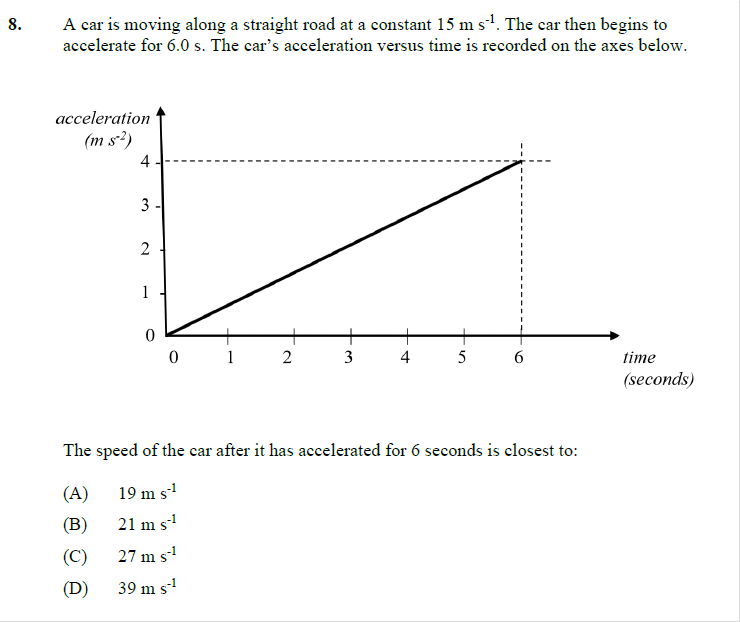 8. A car is moving along a straight road at a constant 15 m s⁻¹. The car then begins to
accelerate for 6.0 s. The car’s acceleration versus time is recorded on the axes below.
acceleration
(m s⁻²)
4
3
2
1
0
0 1 2 3 4 5 6 time
(seconds)
The speed of the car after it has accelerated for 6 seconds is closest to:
(A) 19 m s⁻¹
(B) 21 m s⁻¹
(C) 27 m s⁻¹
(D) 39 m s⁻¹